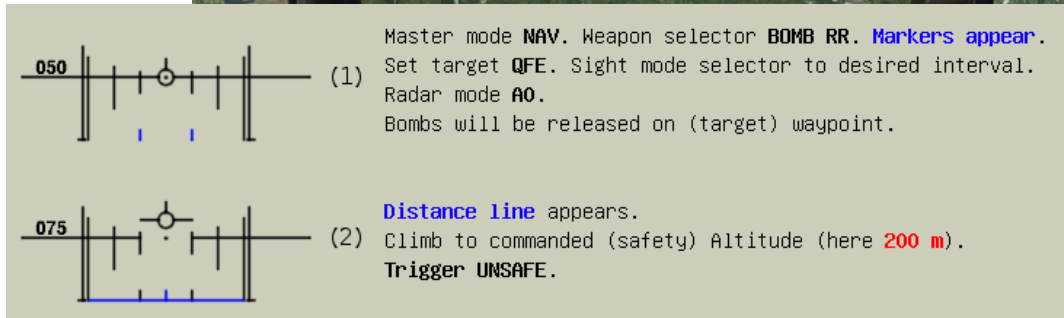 050
(1)
Master mode NAV. Weapon selector BOMB RR. Markers appear.
Set target QFE. Sight mode selector to desired interval.
Radar mode A0.
Bombs will be released on (target) waypoint.
075
(2)
Distance line appears.
Climb to commanded (safety) Altitude (here 200 m).
Trigger UNSAFE.